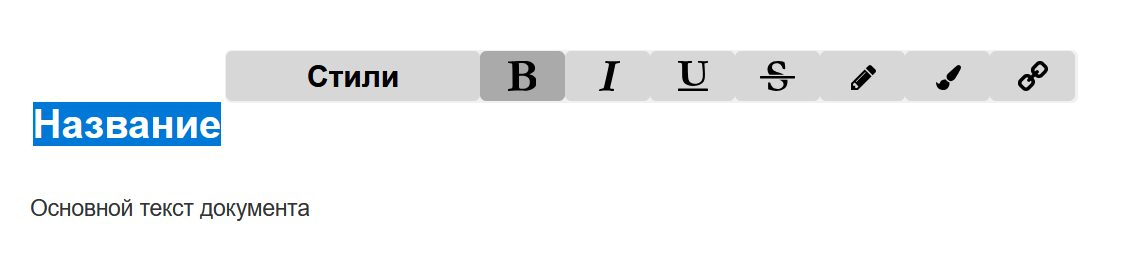 Стили B I U S
Название
Основной текст документа